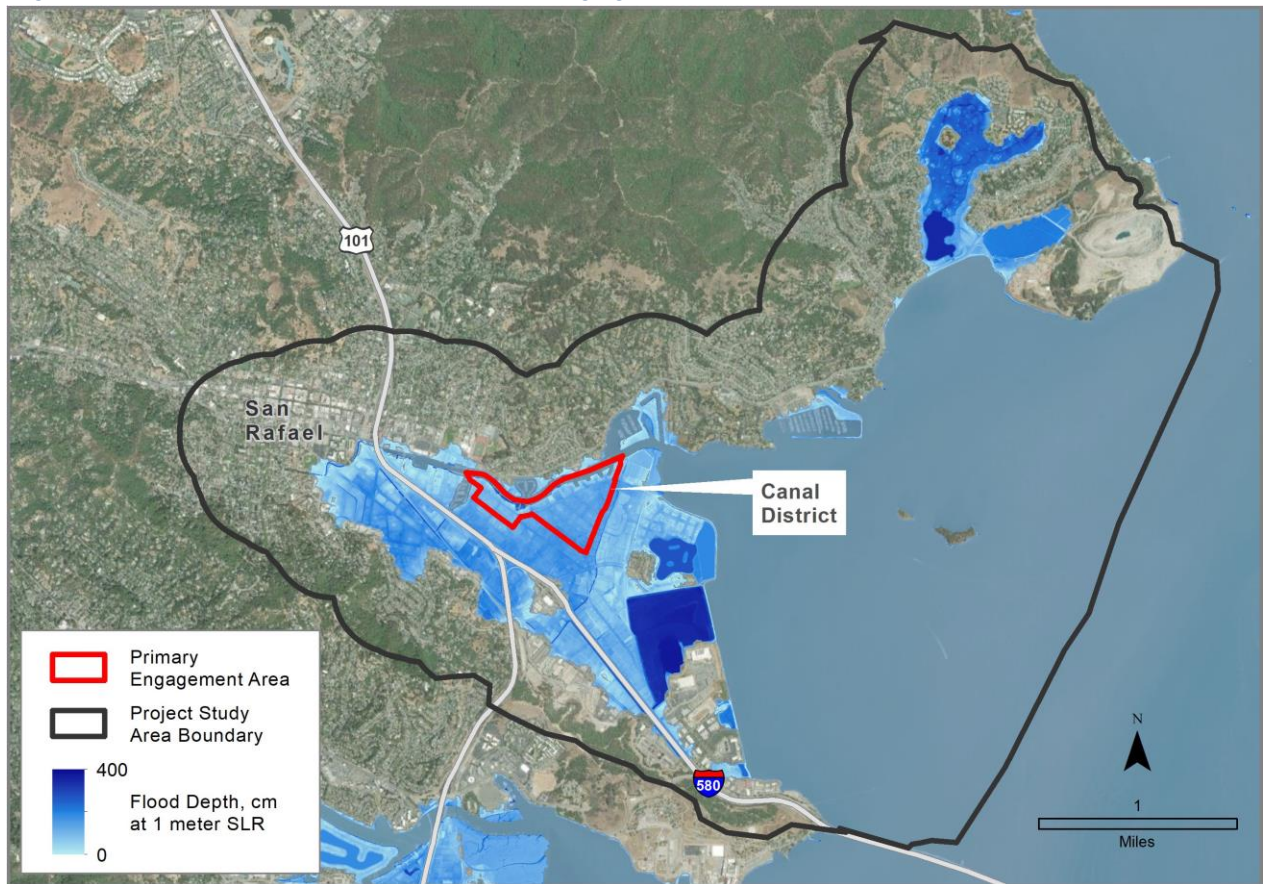 101
San
Rafael
Canal
District
Primary
Engagement Area
Project Study
Area Boundary
400
Flood Depth, cm
at 1 meter SLR
0
580
N
1
Miles